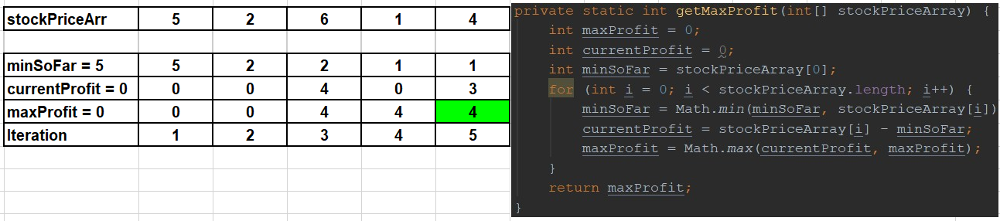 stockPriceArr 5 2 6 1 4
minSoFar = 5 5 2 2 1 1
currentProfit = 0 0 0 4 0 3
maxProfit = 0 0 0 4 4 4
Iteration 1 2 3 4 5
private static int getMaxProfit(int[] stockPriceArray) {
int maxProfit = 0;
int currentProfit = 0;
int minSoFar = stockPriceArray[0];
for (int i = 0; i < stockPriceArray.length; i++) {
minSoFar = Math.min(minSoFar, stockPriceArray[i])
currentProfit = stockPriceArray[i] - minSoFar;
maxProfit = Math.max(currentProfit, maxProfit);
}
return maxProfit;
}